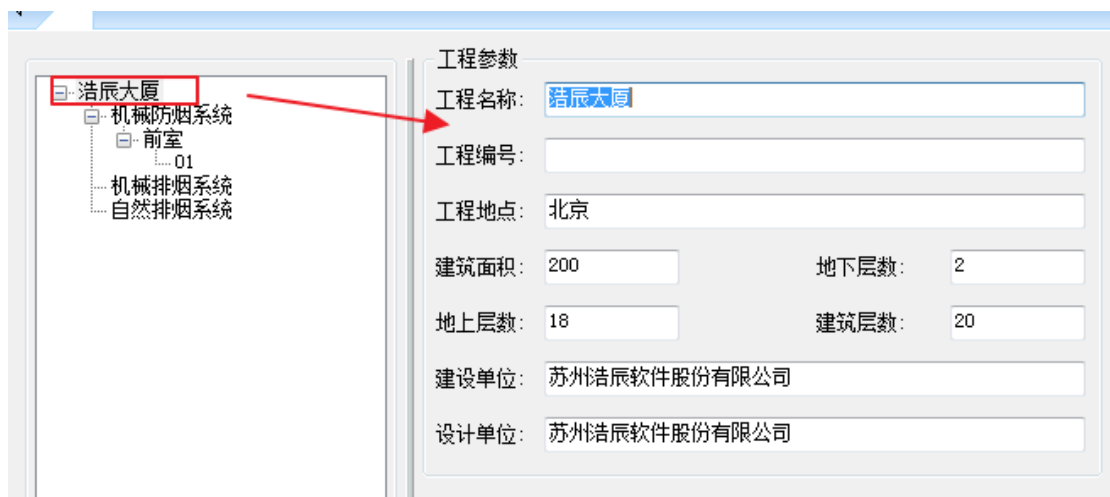 浩辰大厦
机械防烟系统
前室
01
机械排烟系统
自然排烟系统
工程参数
工程名称: 浩辰大厦
工程编号:
工程地点: 北京
建筑面积: 200 地下层数: 2
地上层数: 18 建筑层数: 20
建设单位: 苏州浩辰软件股份有限公司
设计单位: 苏州浩辰软件股份有限公司